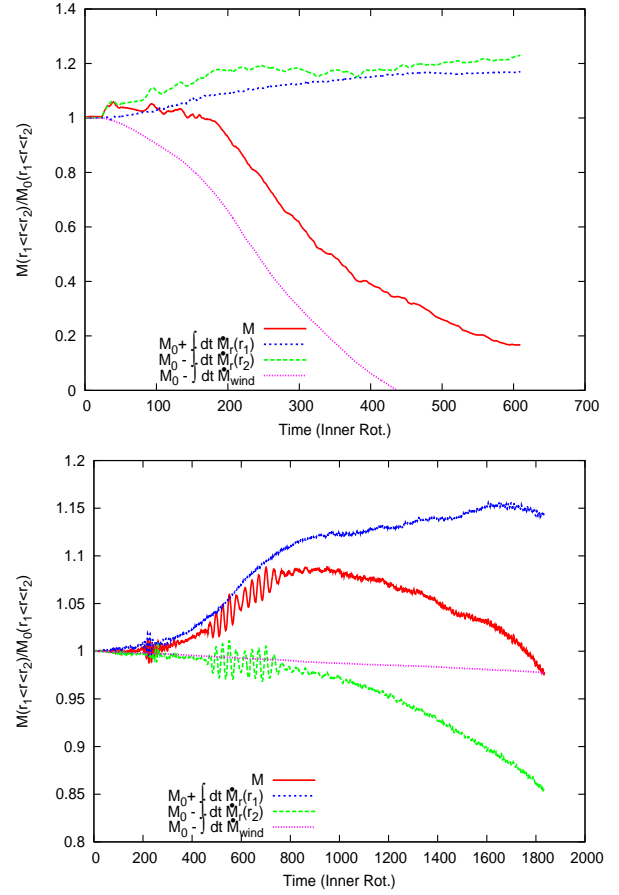 1.4
1.2
1
0.8
0.6
0.4
0.2
0
M(r₁<r<r₂)/M₀(r₁<r<r₂)
M
M₀+ ∫ dt Ṁᵣ(r₁)
M₀ - ∫ dt Ṁᵣ(r₂)
M₀ - ∫ dt Ṁ_wind
0 100 200 300 400 500 600 700
Time (Inner Rot.)
1.2
1.15
1.1
1.05
1
0.95
0.9
0.85
0.8
M(r₁<r<r₂)/M₀(r₁<r<r₂)
M
M₀+ ∫ dt Ṁᵣ(r₁)
M₀ - ∫ dt Ṁᵣ(r₂)
M₀ - ∫ dt Ṁ_wind
0 200 400 600 800 1000 1200 1400 1600 1800 2000
Time (Inner Rot.)